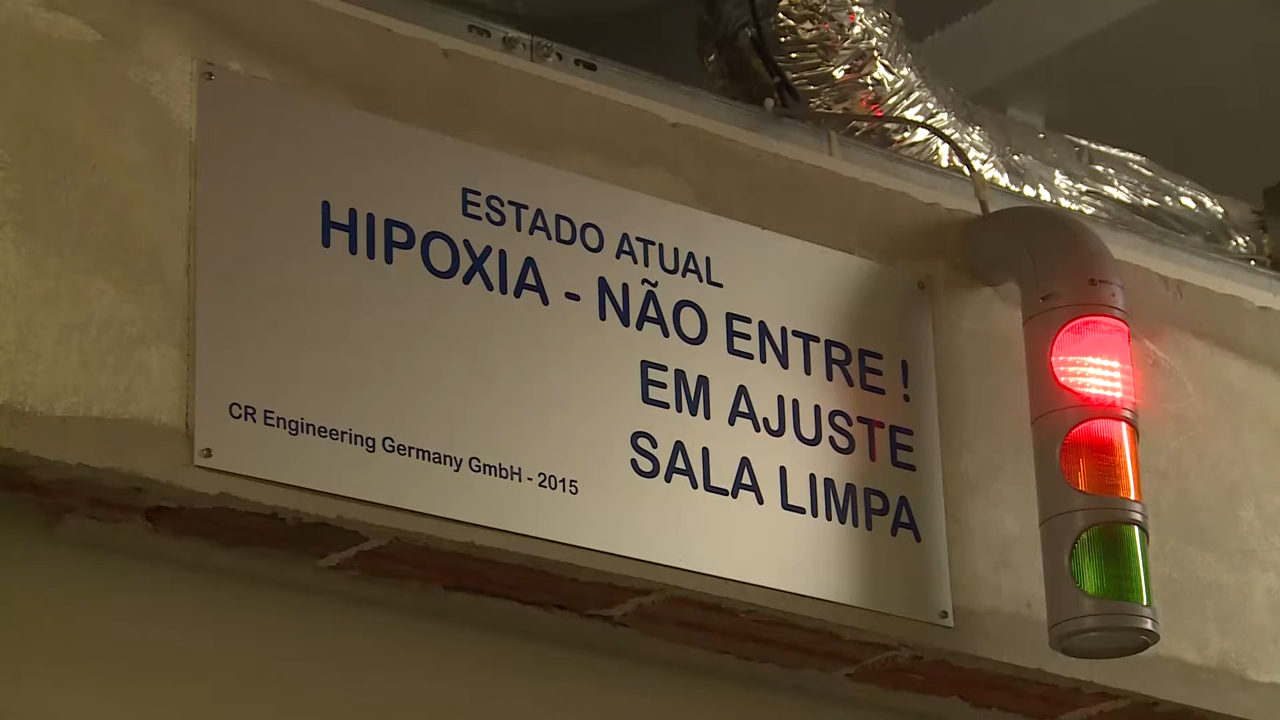 ESTADO ATUAL
HIPOXIA - NÃO ENTRE !
EM AJUSTE
SALA LIMPA
CR Engineering Germany GmbH - 2015